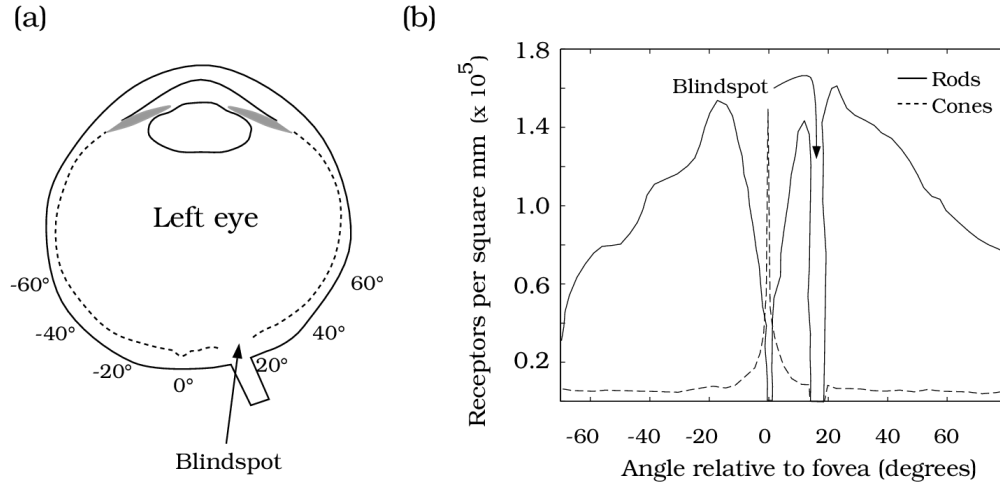 (a)
Left eye
-60°
-40°
-20°
0°
20°
40°
60°
Blindspot
(b)
Receptors per square mm (x 10⁵)
1.8
1.4
1.0
0.6
0.2
Blindspot
Rods
Cones
-60 -40 -20 0 20 40 60
Angle relative to fovea (degrees)